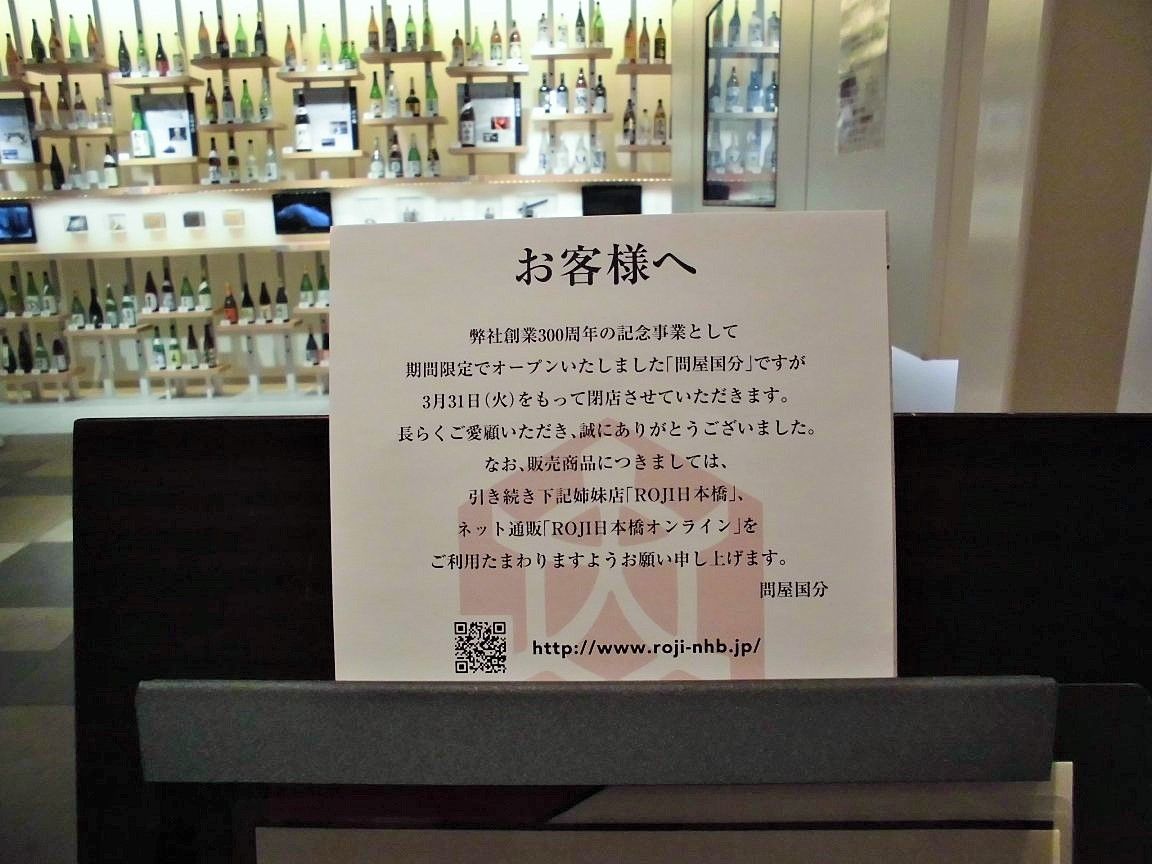 お客様へ
弊社創業300周年の記念事業として
期間限定でオープンいたしました「問屋国分」ですが
3月31日(火)をもって閉店させていただきます。
長らくご愛顧いただき、誠にありがとうございました。
なお、販売商品につきましては、
引き続き下記姉妹店「ROJI日本橋」、
ネット通販「ROJI日本橋オンライン」を
ご利用たまわりますようお願い申し上げます。
問屋国分
http://www.roji-nhb.jp/